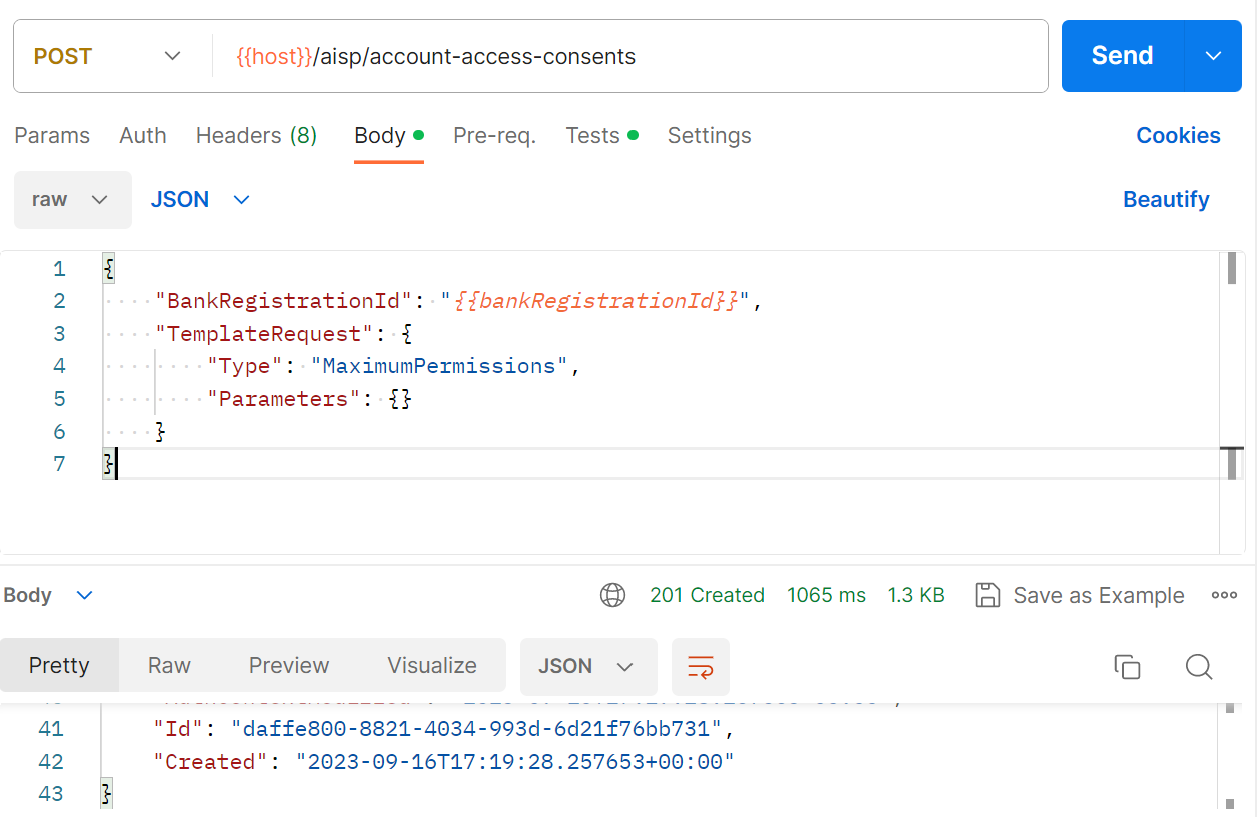 POST {{host}}/aisp/account-access-consents Send
Params Auth Headers (8) Body Pre-req. Tests Settings Cookies
raw JSON Beautify
1 {
2 "BankRegistrationId": "{{bankRegistrationId}}",
3 "TemplateRequest": {
4 "Type": "MaximumPermissions",
5 "Parameters": {}
6 }
7 }
Body 201 Created 1065 ms 1.3 KB Save as Example
Pretty Raw Preview Visualize JSON
41 "Id": "daffe800-8821-4034-993d-6d21f76bb731",
42 "Created": "2023-09-16T17:19:28.257653+00:00"
43 }